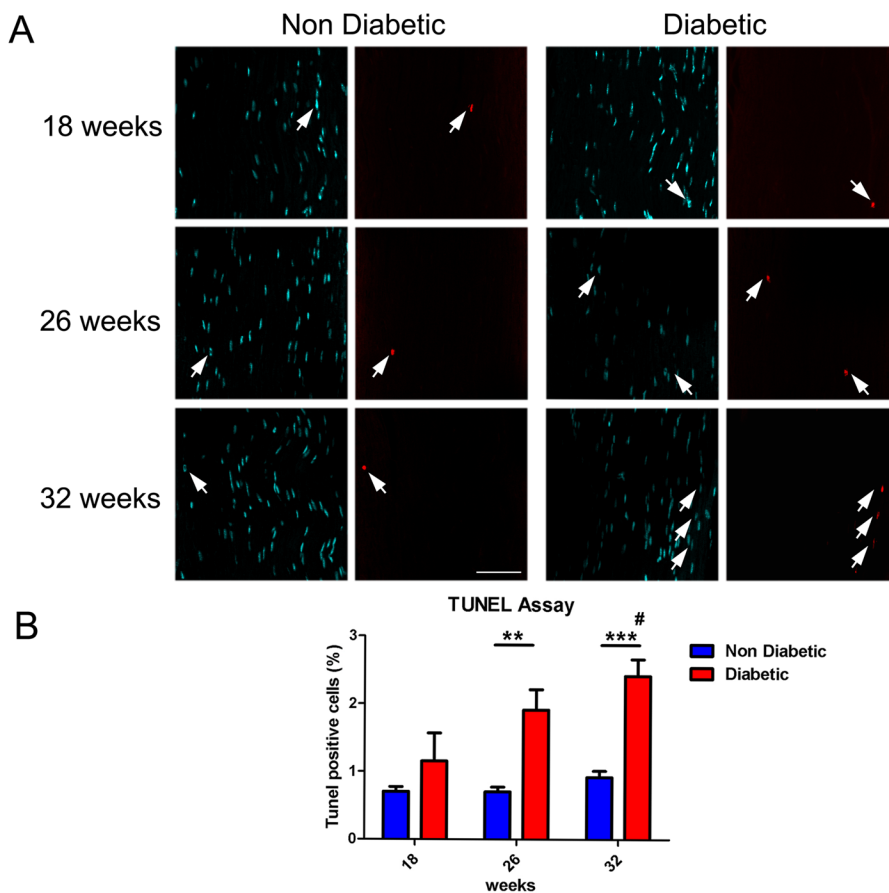 A
Non Diabetic
Diabetic
18 weeks
26 weeks
32 weeks
B
TUNEL Assay
Tunel positive cells (%)
3
2
1
0
**
***
#
Non Diabetic
Diabetic
18
26
32
weeks